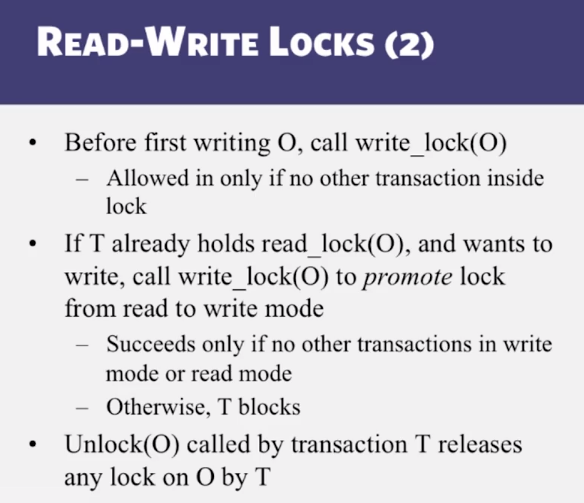 READ-WRITE LOCKS (2)
• Before first writing O, call write_lock(O)
– Allowed in only if no other transaction inside
lock
• If T already holds read_lock(O), and wants to
write, call write_lock(O) to promote lock
from read to write mode
– Succeeds only if no other transactions in write
mode or read mode
– Otherwise, T blocks
• Unlock(O) called by transaction T releases
any lock on O by T